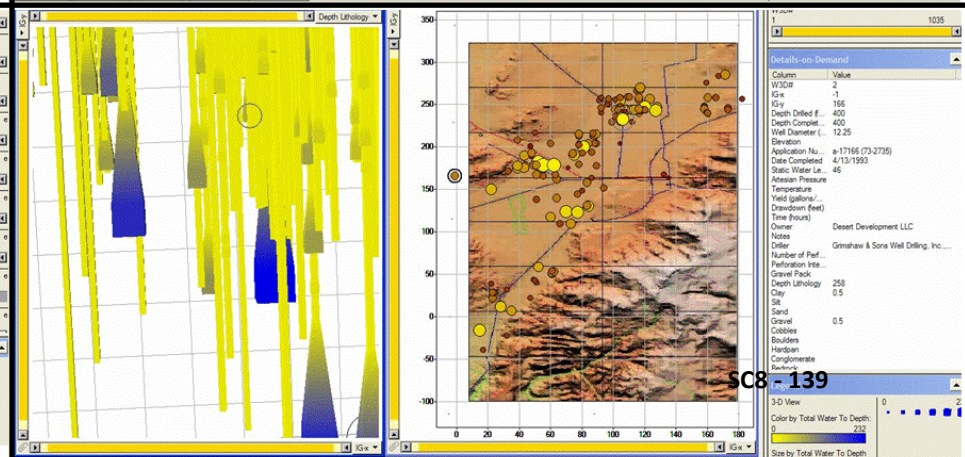 IG-y
Depth Lithology
IG-x
IG-y
350
300
250
200
150
100
50
0
-50
-100
0 20 40 60 80 100 120 140 160 180
IG-x
W3D#
1 1035
Details-on-Demand
Column Value
W3D# 2
IG-x -1
IG-y 166
Depth Drilled (f... 400
Depth Complet... 400
Well Diameter (... 12.25
Elevation
Application Nu... a-17166 (73-2735)
Date Completed 4/13/1993
Static Water Le... 46
Artesian Pressure
Temperature
Yield (gallons/...
Drawdown (feet)
Time (hours)
Owner Desert Development LLC
Notes
Driller Grimshaw & Sons Well Drilling, Inc....
Number of Perf...
Perforation Inte...
Gravel Pack
Depth Lithology 258
Clay 0.5
Silt
Sand
Gravel 0.5
Cobbles
Boulders
Hardpan
Conglomerate
Bedrock
SC8 - 139
3-D View
Color by Total Water To Depth:
0 232
Size by Total Water To Depth
0